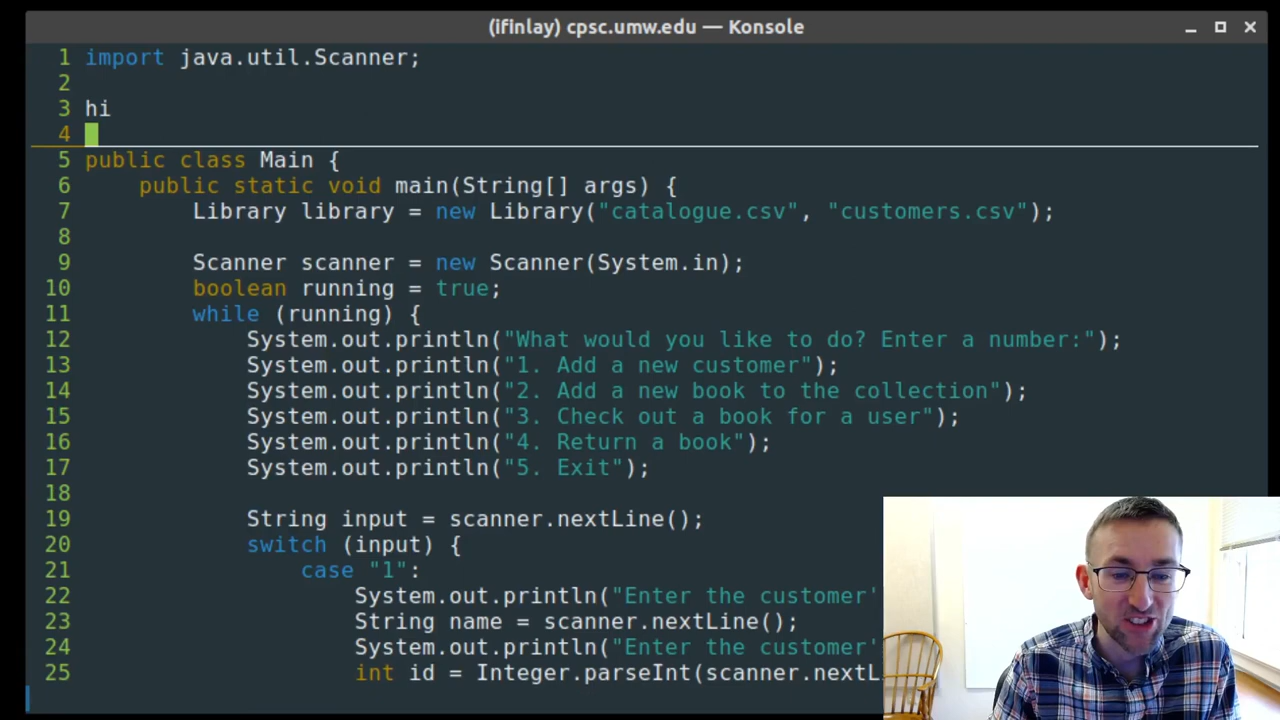 (ifinlay) cpsc.umw.edu — Konsole
1 import java.util.Scanner;
2
3 hi
4
5 public class Main {
6     public static void main(String[] args) {
7         Library library = new Library("catalogue.csv", "customers.csv");
8
9         Scanner scanner = new Scanner(System.in);
10         boolean running = true;
11         while (running) {
12             System.out.println("What would you like to do? Enter a number:");
13             System.out.println("1. Add a new customer");
14             System.out.println("2. Add a new book to the collection");
15             System.out.println("3. Check out a book for a user");
16             System.out.println("4. Return a book");
17             System.out.println("5. Exit");
18
19             String input = scanner.nextLine();
20             switch (input) {
21                 case "1":
22                     System.out.println("Enter the customer'
23                     String name = scanner.nextLine();
24                     System.out.println("Enter the customer'
25                     int id = Integer.parseInt(scanner.nextL